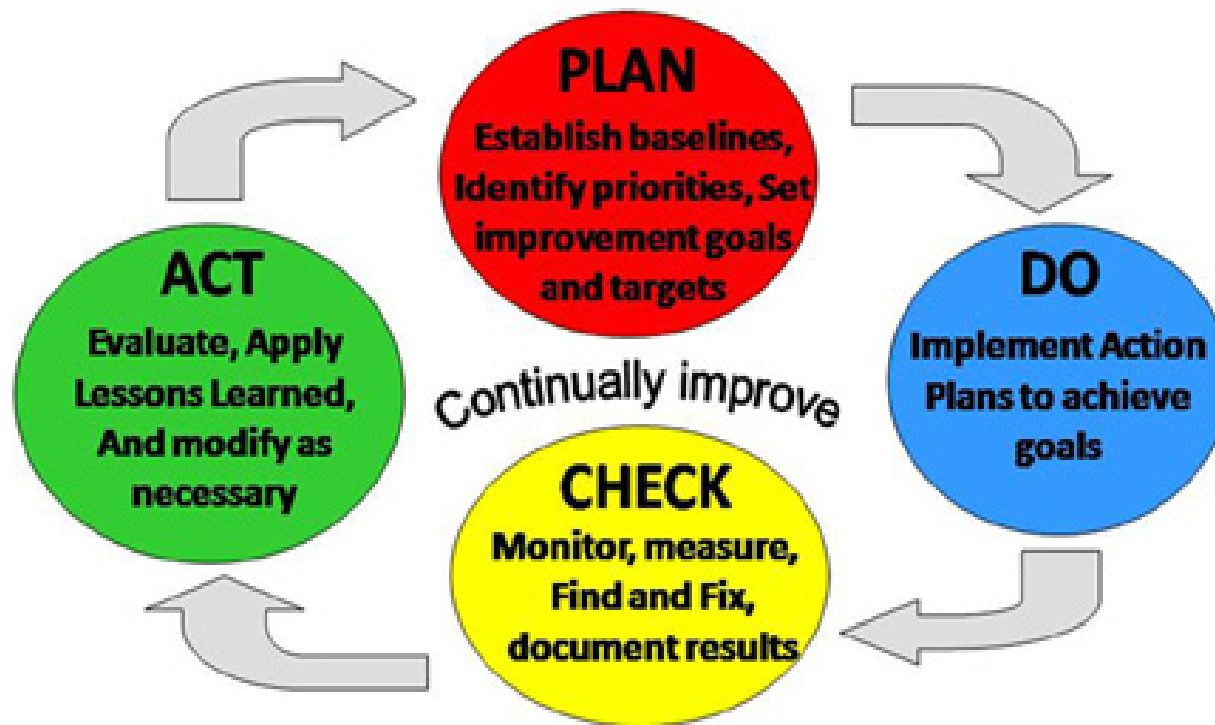 PLAN
Establish baselines,
Identify priorities, Set
improvement goals
and targets
ACT
Evaluate, Apply
Lessons Learned,
And modify as
necessary
DO
Implement Action
Plans to achieve
goals
Continually improve
CHECK
Monitor, measure,
Find and Fix,
document results